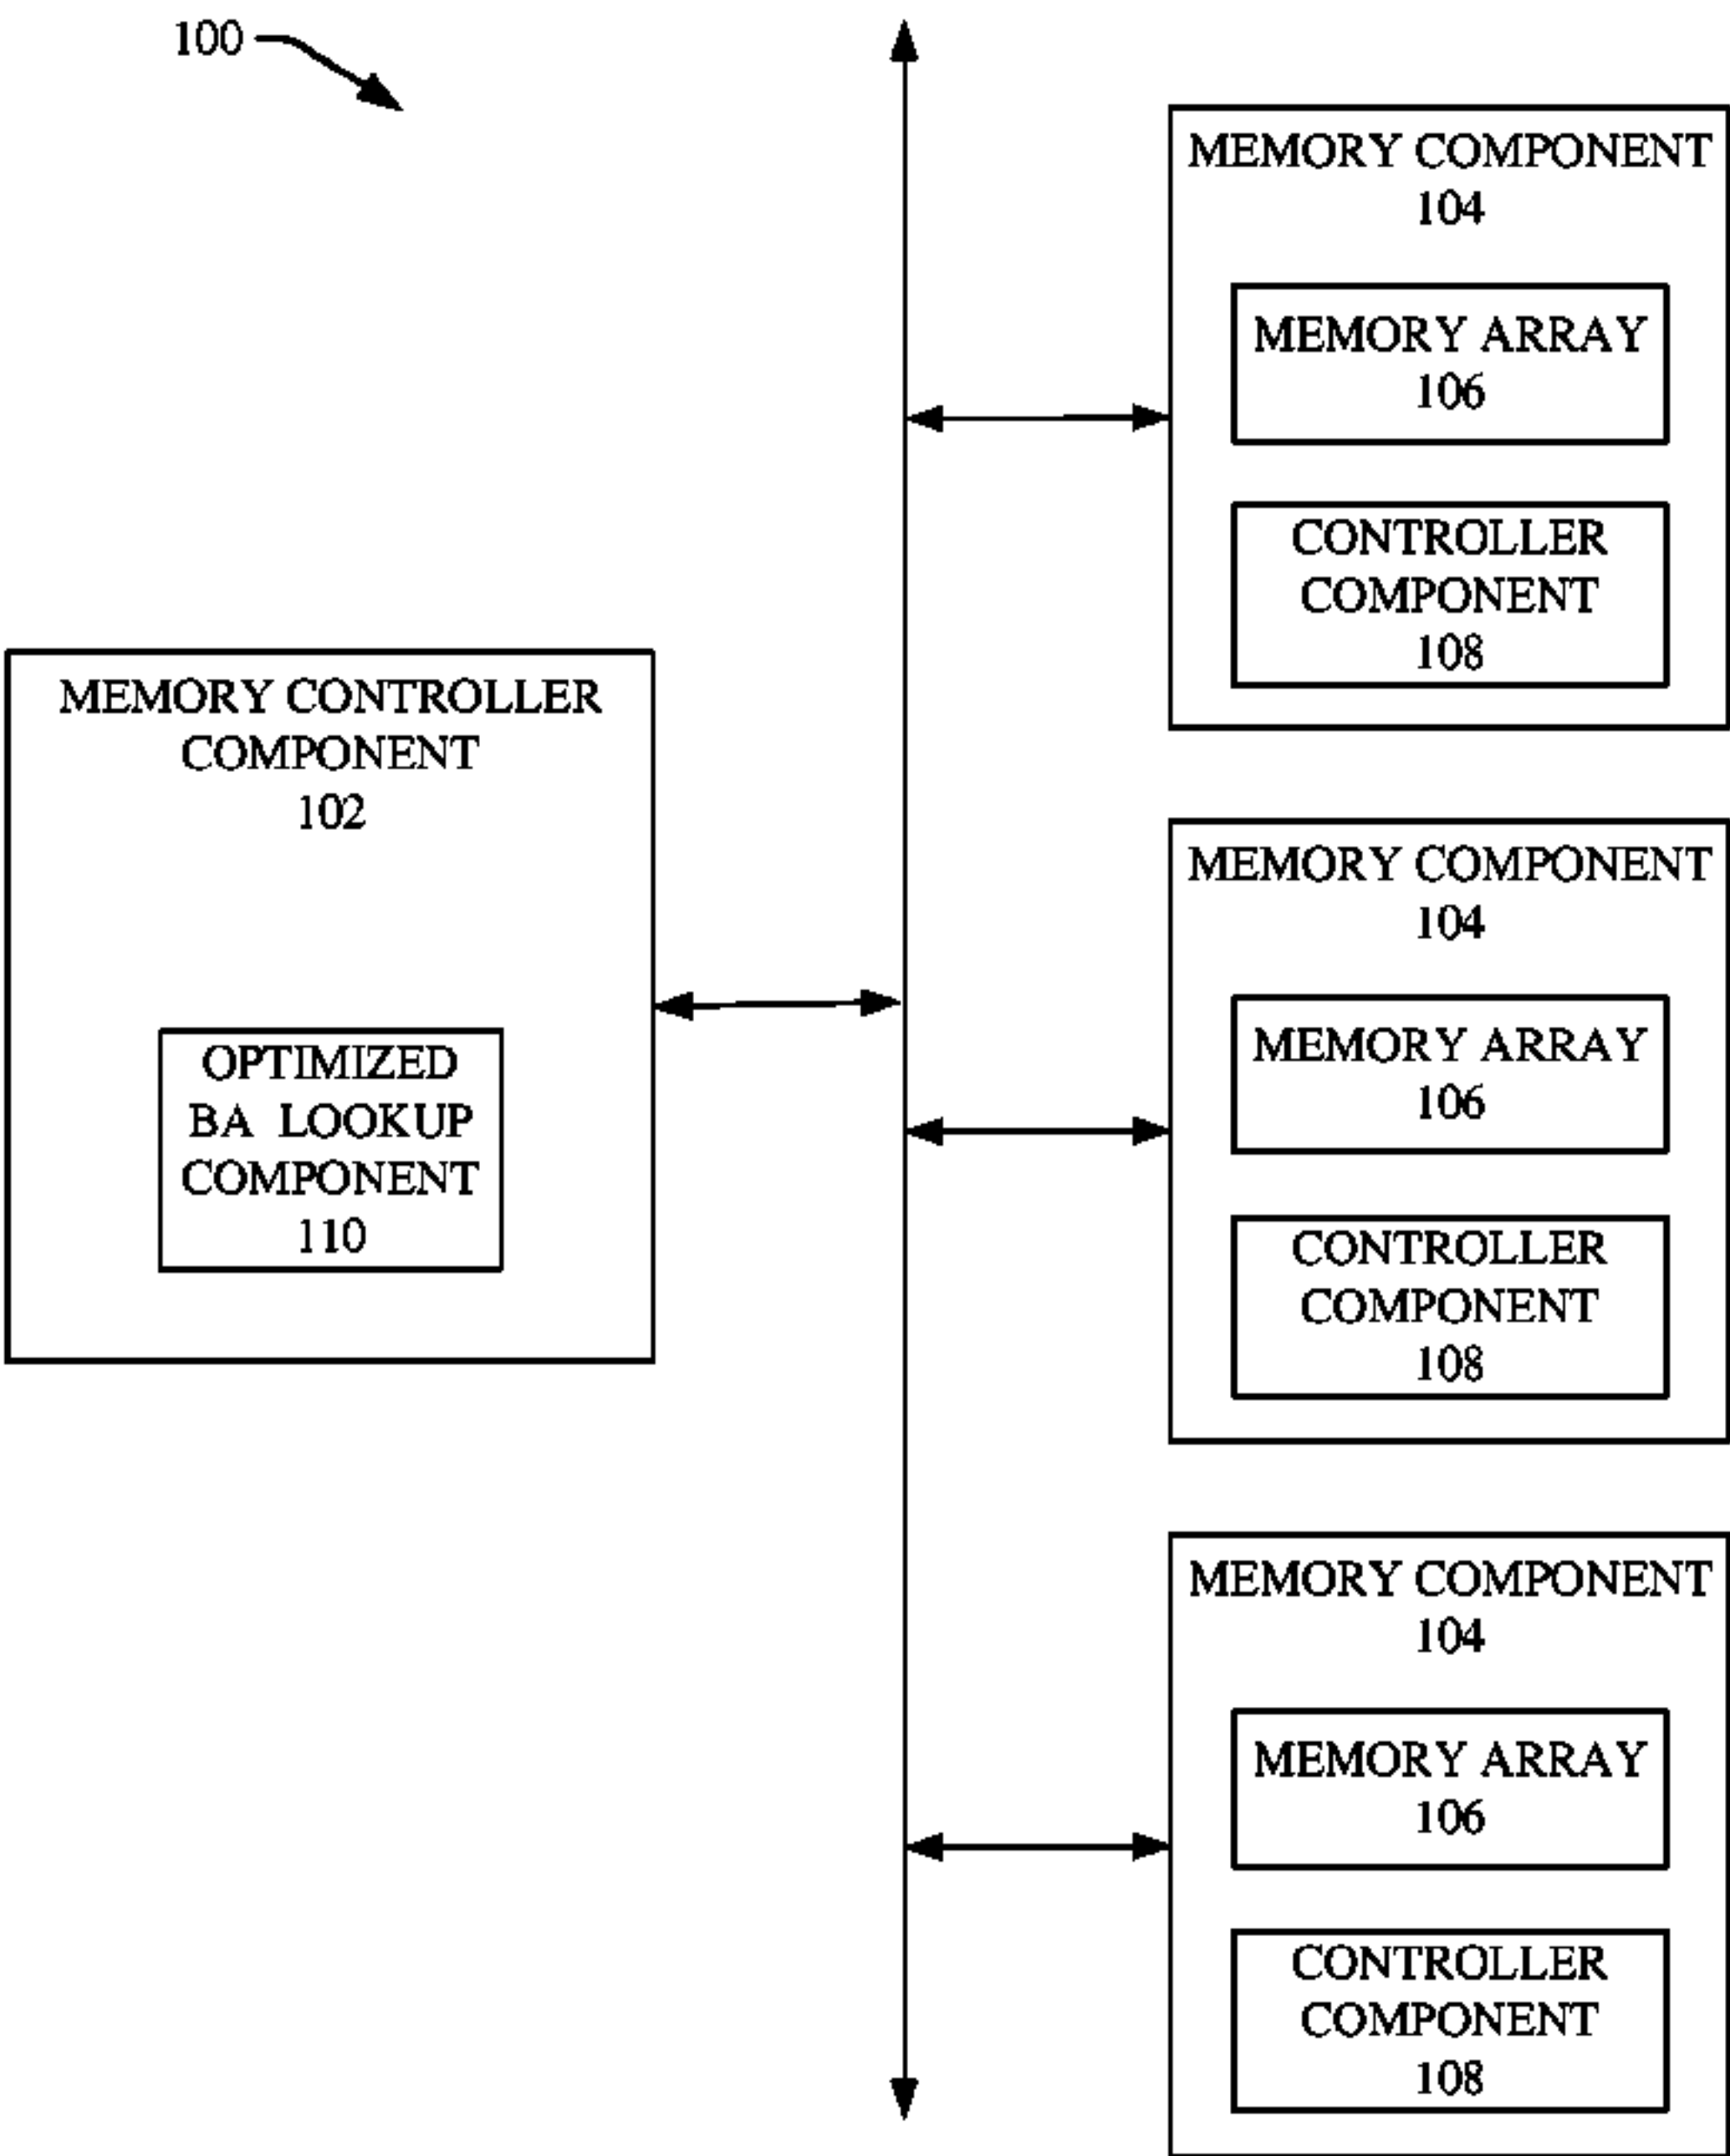 100
MEMORY COMPONENT
104
MEMORY ARRAY
106
CONTROLLER
COMPONENT
108
MEMORY CONTROLLER
COMPONENT
102
OPTIMIZED
BA LOOKUP
COMPONENT
110
MEMORY COMPONENT
104
MEMORY ARRAY
106
CONTROLLER
COMPONENT
108
MEMORY COMPONENT
104
MEMORY ARRAY
106
CONTROLLER
COMPONENT
108